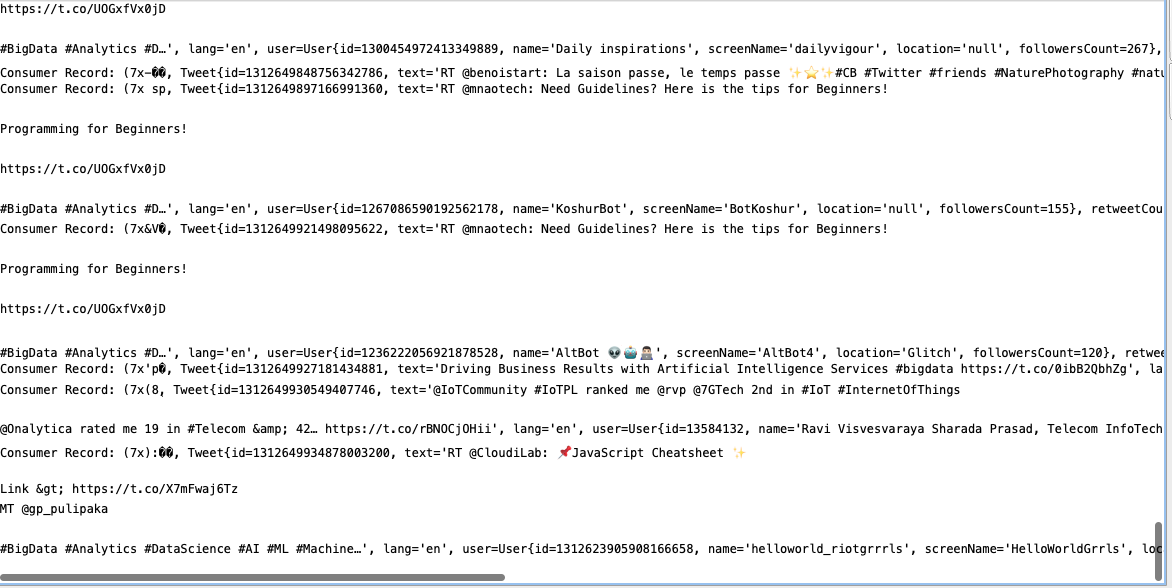 https://t.co/UOGxfVx0jD
#BigData #Analytics #D…', lang='en', user=User{id=1300454972413349889, name='Daily inspirations', screenName='dailyvigour', location='null', followersCount=267},
Consumer Record: (7x—��, Tweet{id=1312649848756342786, text='RT @benoistart: La saison passe, le temps passe ✨⭐✨#CB #Twitter #friends #NaturePhotography #natu
Consumer Record: (7x sp, Tweet{id=1312649897166991360, text='RT @mnaotech: Need Guidelines? Here is the tips for Beginners!
Programming for Beginners!
https://t.co/UOGxfVx0jD
#BigData #Analytics #D…', lang='en', user=User{id=1267086590192562178, name='KoshurBot', screenName='BotKoshur', location='null', followersCount=155}, retweetCou
Consumer Record: (7x&V�, Tweet{id=1312649921498095622, text='RT @mnaotech: Need Guidelines? Here is the tips for Beginners!
Programming for Beginners!
https://t.co/UOGxfVx0jD
#BigData #Analytics #D…', lang='en', user=User{id=1236222056921878528, name='AltBot 👽🤖👨🏻‍💻', screenName='AltBot4', location='Glitch', followersCount=120}, retwee
Consumer Record: (7x'p�, Tweet{id=1312649927181434881, text='Driving Business Results with Artificial Intelligence Services #bigdata https://t.co/0ibB2QbhZg', la
Consumer Record: (7x(8, Tweet{id=1312649930549407746, text='@IoTCommunity #IoTPL ranked me @rvp @7GTech 2nd in #IoT #InternetOfThings
@Onalytica rated me 19 in #Telecom &amp; 42… https://t.co/rBNOCjOHii', lang='en', user=User{id=13584132, name='Ravi Visvesvaraya Sharada Prasad, Telecom InfoTech
Consumer Record: (7x):��, Tweet{id=1312649934878003200, text='RT @CloudiLab: 📌JavaScript Cheatsheet ✨
Link &gt; https://t.co/X7mFwaj6Tz
MT @gp_pulipaka
#BigData #Analytics #DataScience #AI #ML #Machine…', lang='en', user=User{id=1312623905908166658, name='helloworld_riotgrrrls', screenName='HelloWorldGrrls', loc